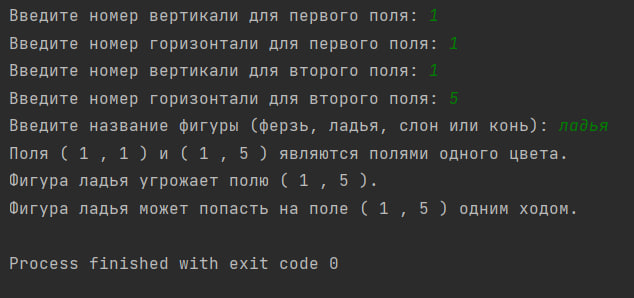 Введите номер вертикали для первого поля: 1
Введите номер горизонтали для первого поля: 1
Введите номер вертикали для второго поля: 1
Введите номер горизонтали для второго поля: 5
Введите название фигуры (ферзь, ладья, слон или конь): ладья
Поля ( 1 , 1 ) и ( 1 , 5 ) являются полями одного цвета.
Фигура ладья угрожает полю ( 1 , 5 ).
Фигура ладья может попасть на поле ( 1 , 5 ) одним ходом.
Process finished with exit code 0